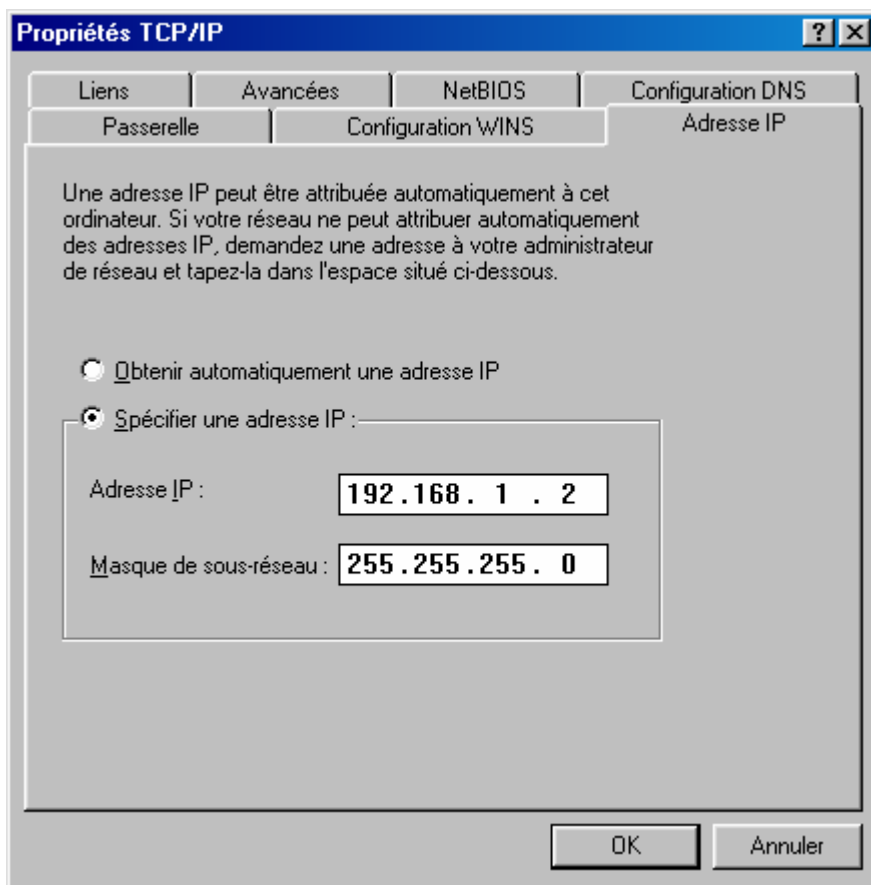 Propriétés TCP/IP
Liens Avancées NetBIOS Configuration DNS
Passerelle Configuration WINS Adresse IP
Une adresse IP peut être attribuée automatiquement à cet
ordinateur. Si votre réseau ne peut attribuer automatiquement
des adresses IP, demandez une adresse à votre administrateur
de réseau et tapez-la dans l'espace situé ci-dessous.
Obtenir automatiquement une adresse IP
Spécifier une adresse IP :
Adresse IP : 192.168. 1 . 2
Masque de sous-réseau : 255.255.255. 0
OK Annuler